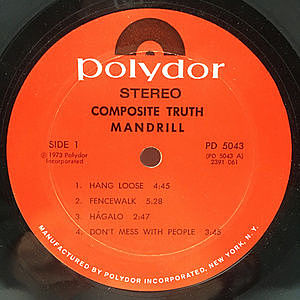 polydor
STEREO
COMPOSITE TRUTH
MANDRILL
SIDE 1
PD 5043
℗ 1973 Polydor
Incorporated
(PD 5043 A)
2391 061
1. HANG LOOSE 4:45
2. FENCEWALK 5:28
3. HÁGALO 2:47
4. DON'T MESS WITH PEOPLE 3:45
MANUFACTURED BY POLYDOR INCORPORATED, NEW YORK, N.Y.